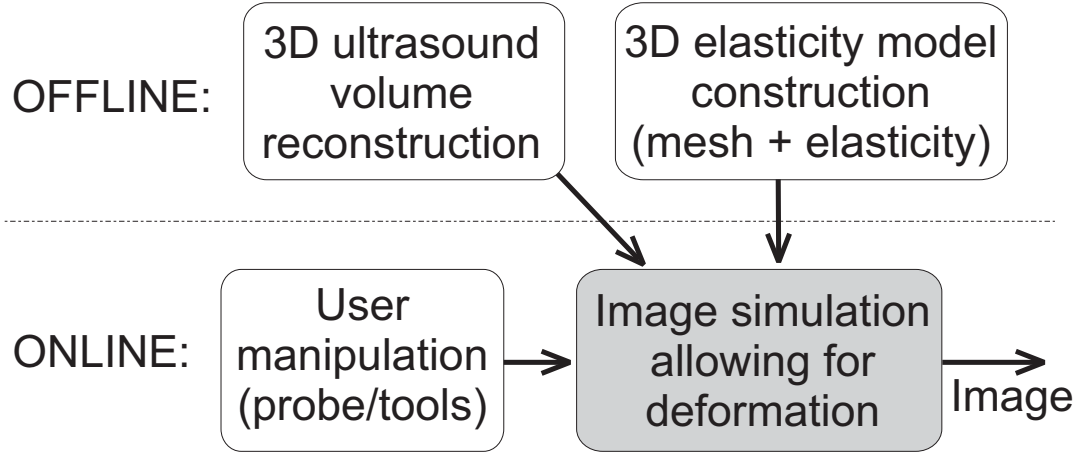 OFFLINE:
3D ultrasound
volume
reconstruction
3D elasticity model
construction
(mesh + elasticity)
ONLINE:
User
manipulation
(probe/tools)
Image simulation
allowing for
deformation
Image